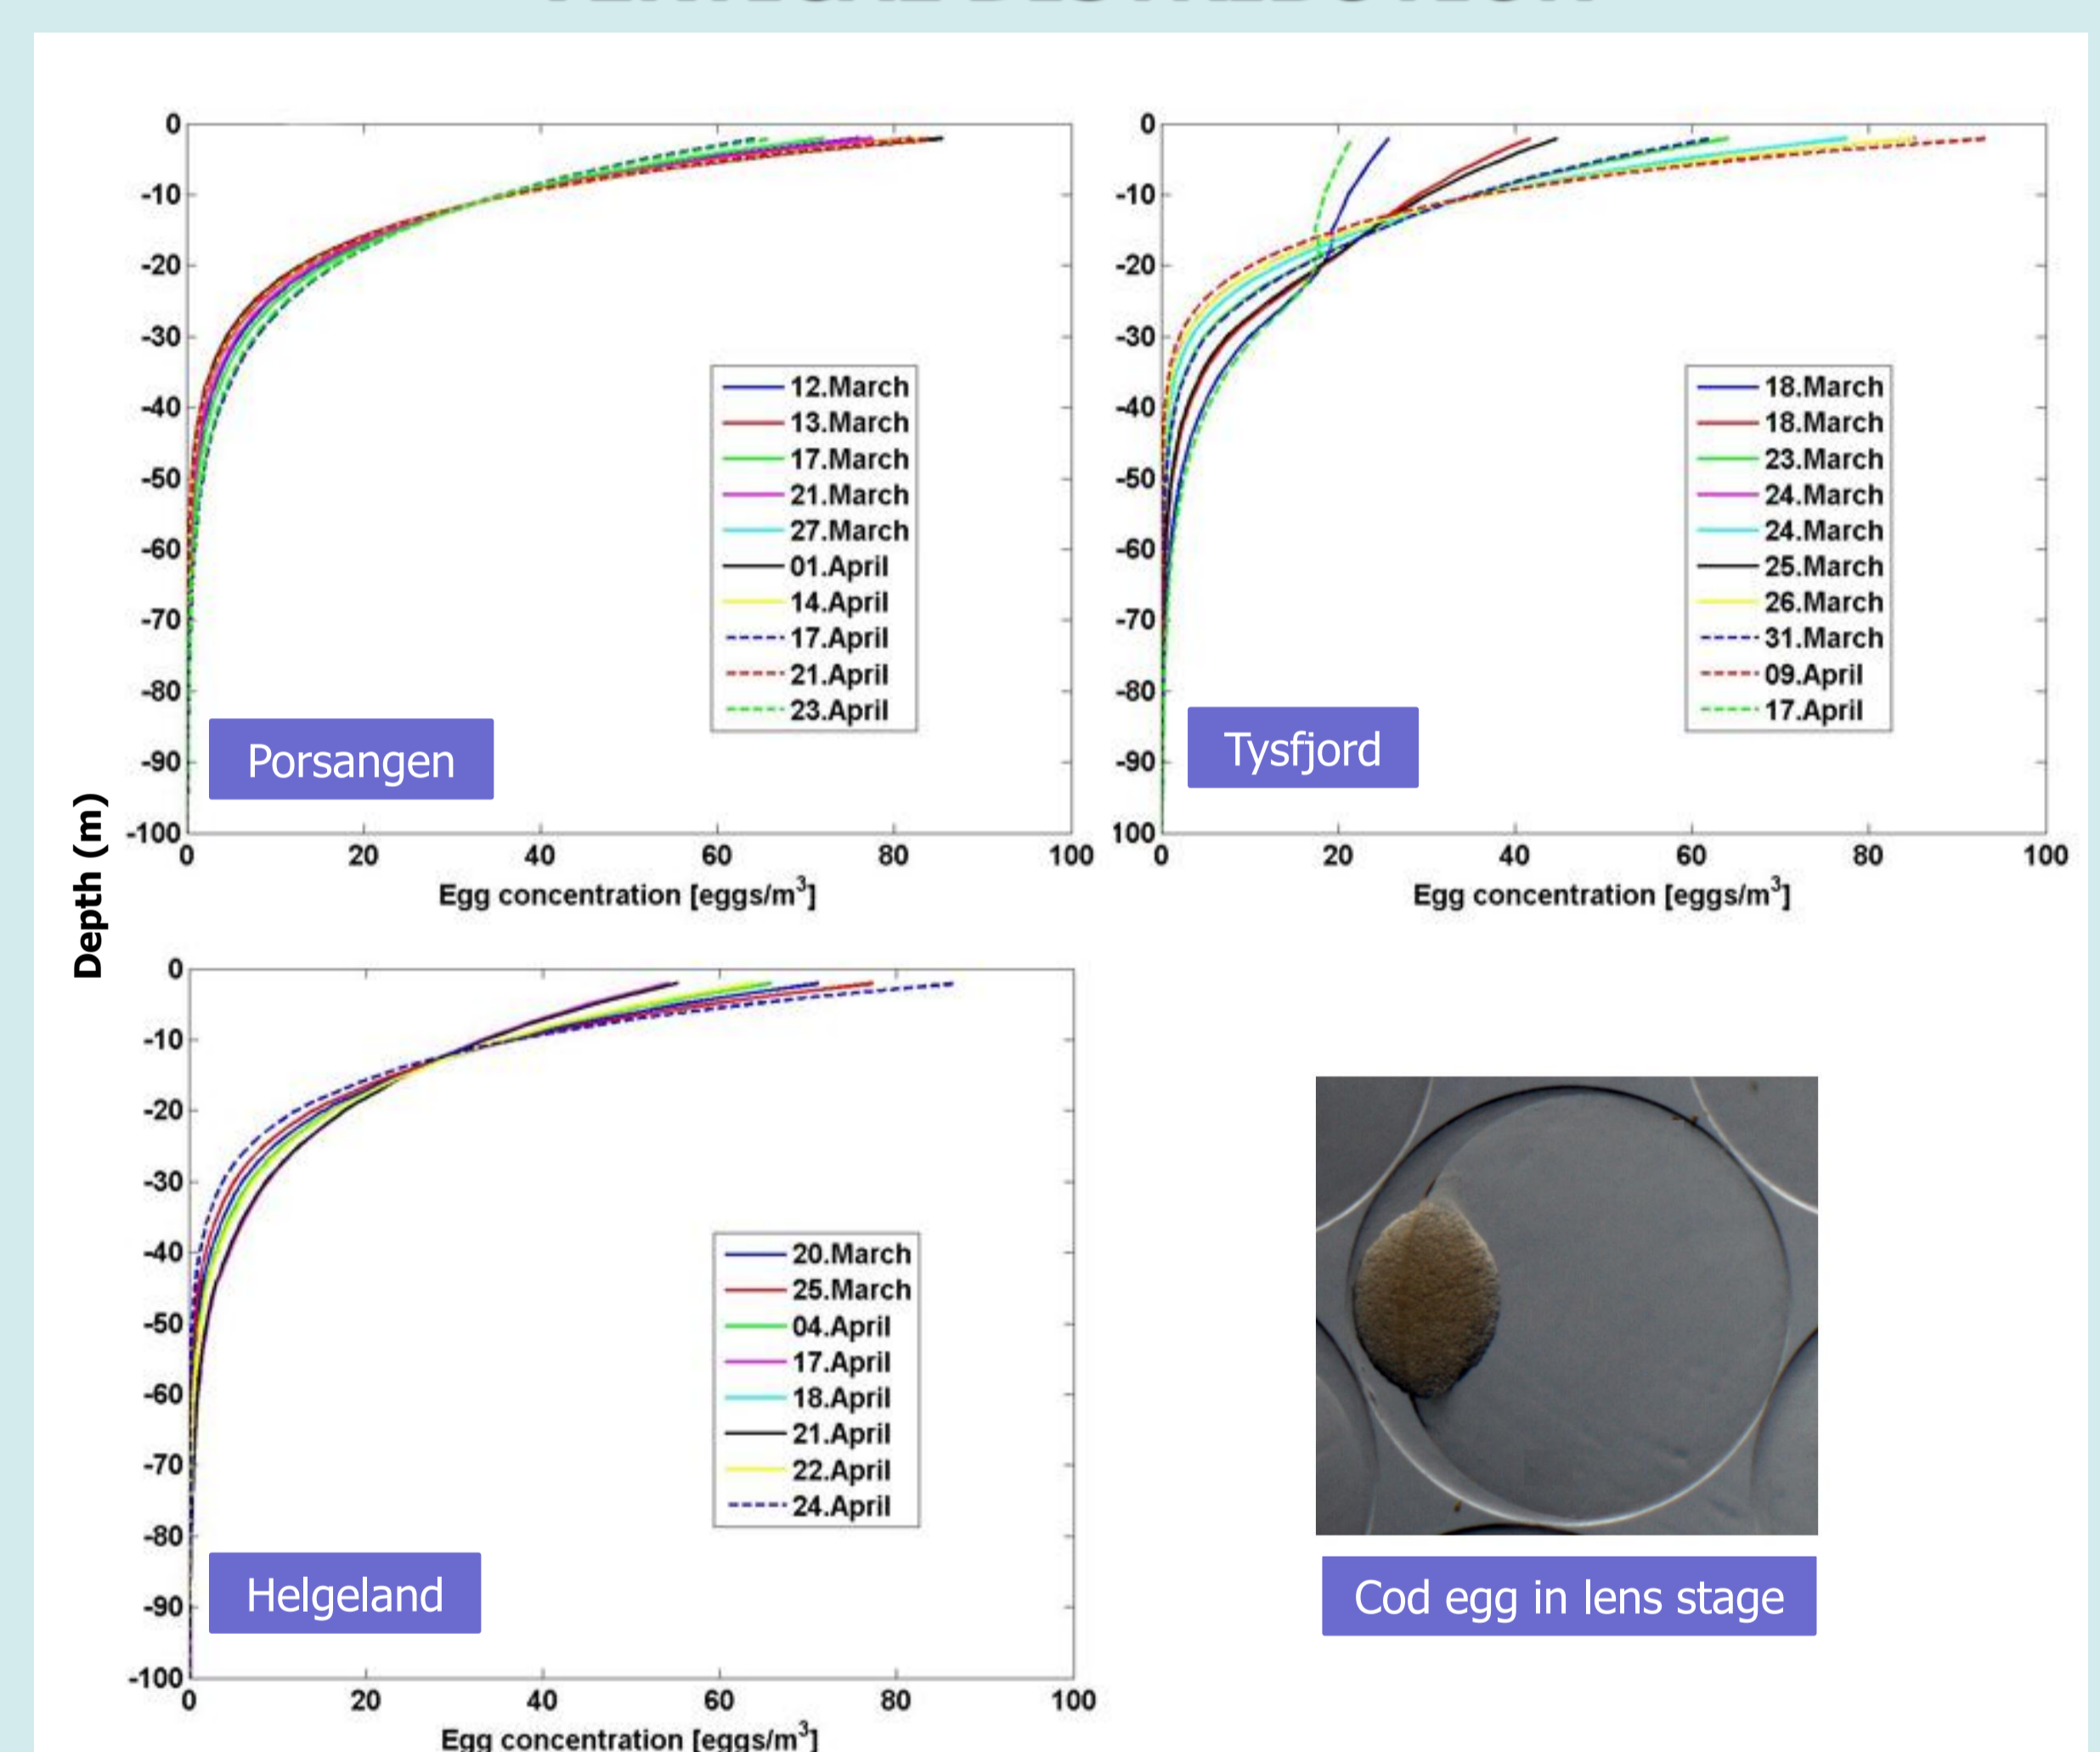 0
-10
-20
-30
-40
-50
-60
-70
-80
-90
-100
0 20 40 60 80 100
Egg concentration [eggs/m³]
12.March
13.March
17.March
21.March
27.March
01.April
14.April
17.April
21.April
23.April
Porsangen
0
-10
-20
-30
-40
-50
-60
-70
-80
-90
100
0 20 40 60 80 100
Egg concentration [eggs/m³]
18.March
18.March
23.March
24.March
24.March
25.March
26.March
31.March
09.April
17.April
Tysfjord
Depth (m)
0
-10
-20
-30
-40
-50
-60
-70
-80
-90
-100
0 20 40 60 80 100
Egg concentration [eggs/m³]
20.March
25.March
04.April
17.April
18.April
21.April
22.April
24.April
Helgeland
Cod egg in lens stage